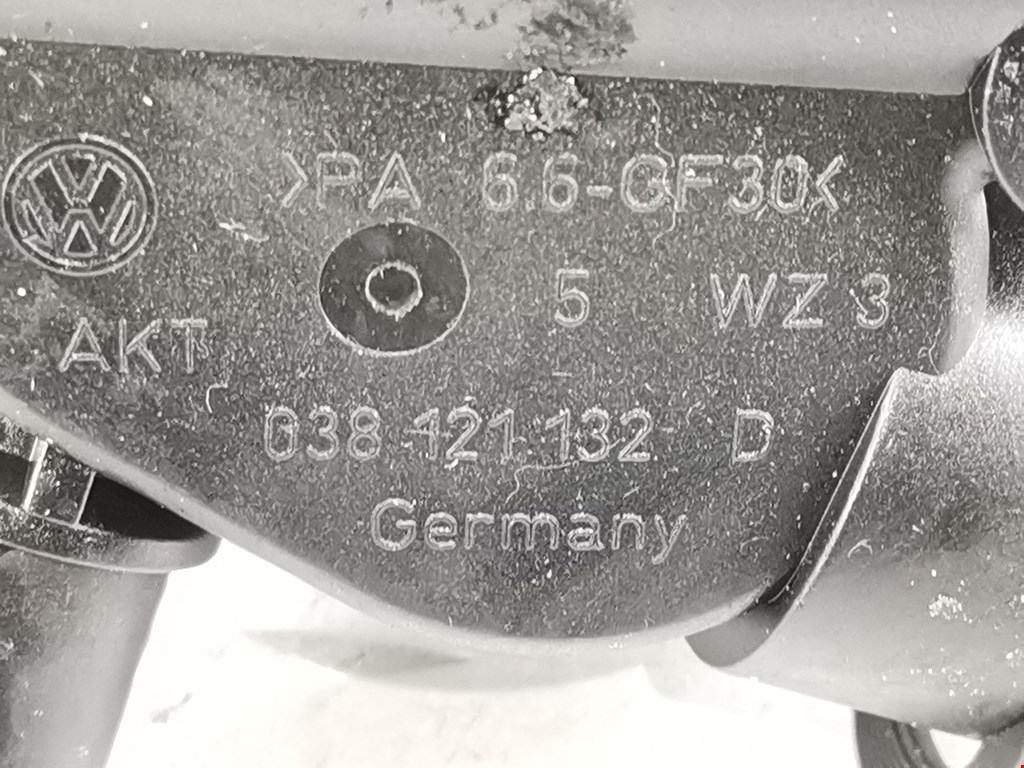 >PA 6.6-GF30<
5 WZ 3
AKT
038 121 132 D
Germany